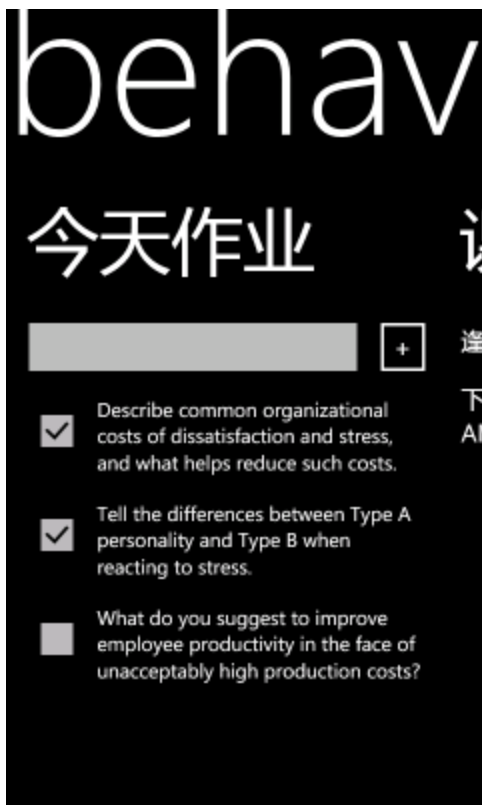 behav
今天作业
+
逢
Describe common organizational
costs of dissatisfaction and stress,
and what helps reduce such costs.
下
Tell the differences between Type A
personality and Type B when
reacting to stress.
What do you suggest to improve
employee productivity in the face of
unacceptably high production costs?